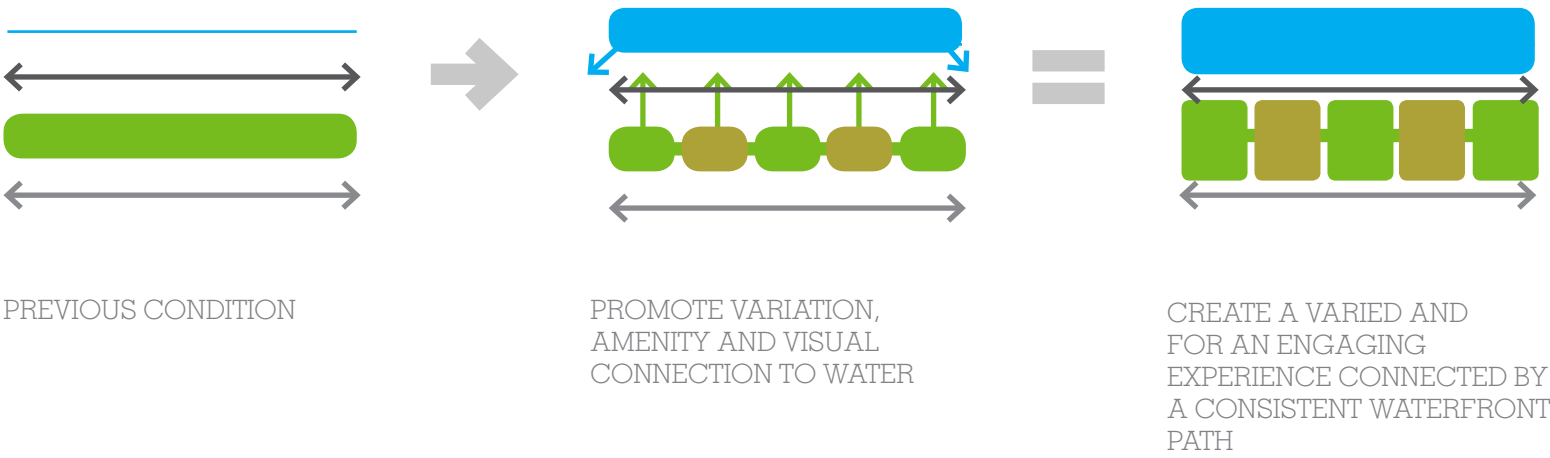 PREVIOUS CONDITION
PROMOTE VARIATION,
AMENITY AND VISUAL
CONNECTION TO WATER
CREATE A VARIED AND
FOR AN ENGAGING
EXPERIENCE CONNECTED BY
A CONSISTENT WATERFRONT
PATH